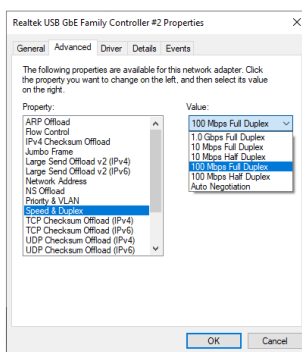 Realtek USB GbE Family Controller #2 Properties
General Advanced Driver Details Events
The following properties are available for this network adapter. Click
the property you want to change on the left, and then select its value
on the right.
Property:
ARP Offload
Flow Control
IPv4 Checksum Offload
Jumbo Frame
Large Send Offload v2 (IPv4)
Large Send Offload v2 (IPv6)
Network Address
NS Offload
Priority & VLAN
Speed & Duplex
TCP Checksum Offload (IPv4)
TCP Checksum Offload (IPv6)
UDP Checksum Offload (IPv4)
UDP Checksum Offload (IPv6)
Value:
100 Mbps Full Duplex
1.0 Gbps Full Duplex
10 Mbps Full Duplex
10 Mbps Half Duplex
100 Mbps Full Duplex
100 Mbps Half Duplex
Auto Negotiation
OK Cancel